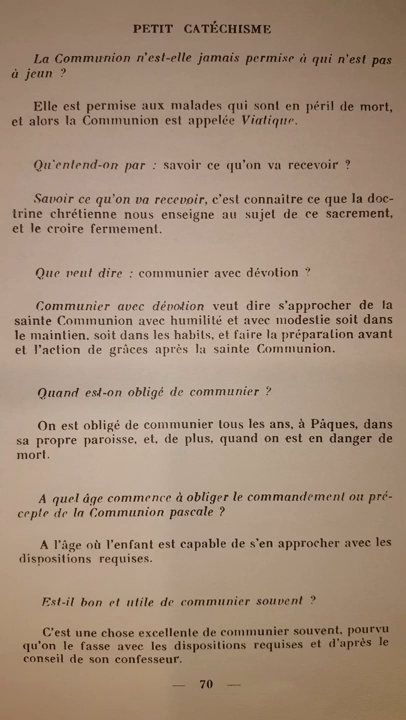 PETIT CATÉCHISME
La Communion n'est-elle jamais permise à qui n'est pas
à jeun ?
Elle est permise aux malades qui sont en péril de mort,
et alors la Communion est appelée Viatique.
Qu'entend-on par : savoir ce qu'on va recevoir ?
Savoir ce qu'on va recevoir, c'est connaître ce que la doc-
trine chrétienne nous enseigne au sujet de ce sacrement,
et le croire fermement.
Que veut dire : communier avec dévotion ?
Communier avec dévotion veut dire s'approcher de la
sainte Communion avec humilité et avec modestie soit dans
le maintien, soit dans les habits, et faire la préparation avant
et l'action de grâces après la sainte Communion.
Quand est-on obligé de communier ?
On est obligé de communier tous les ans, à Pâques, dans
sa propre paroisse, et, de plus, quand on est en danger de
mort.
A quel âge commence à obliger le commandement ou pré-
cepte de la Communion pascale ?
A l'âge où l'enfant est capable de s'en approcher avec les
dispositions requises.
Est-il bon et utile de communier souvent ?
C'est une chose excellente de communier souvent, pourvu
qu'on le fasse avec les dispositions requises et d'après le
conseil de son confesseur.
— 70 —